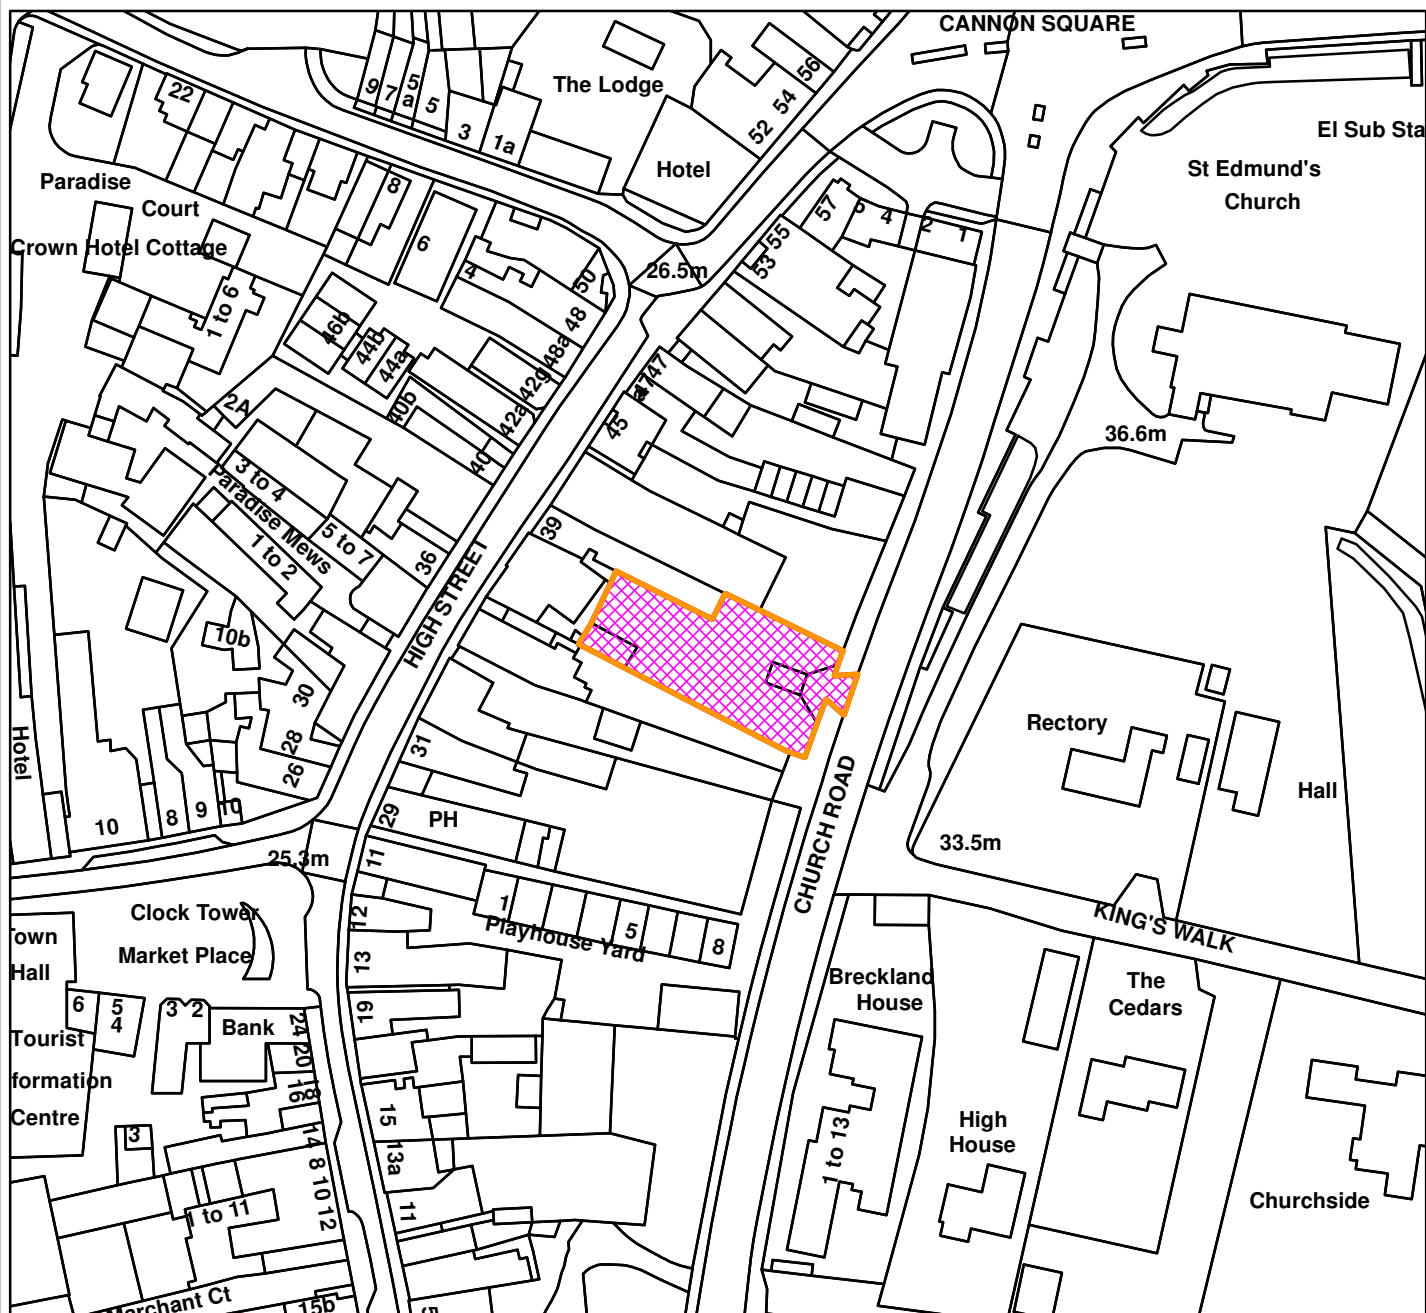 CANNON SQUARE
The Lodge
56
54
52
9
7
5
a
5
3
1a
22
Hotel
El Sub Sta
St Edmund's
Church
Paradise
Court
Crown Hotel Cottage
1 to 6
8
6
4
50
48
48a
42g
42a
26.5m
57
55
53
4
2
1
46b
44b
44a
40b
40
2A
47
45
36.6m
3 to 4
Paradise Mews
5 to 7
1 to 2
36
39
HIGH STREET
10b
30
28
26
31
29
PH
Hotel
10
8
9
10
25.3m
CHURCH ROAD
Rectory
Hall
33.5m
KING'S WALK
11
12
13
19
1
5
8
Playhouse Yard
Clock Tower
Market Place
Town
Hall
6
5
4
3
2
Bank
24
20
18
16
14
8
10
12
Tourist
formation
Centre
3
1 to 11
Marchant Ct
15b
15
13a
11
Breckland
House
1 to 13
The
Cedars
High
House
Churchside